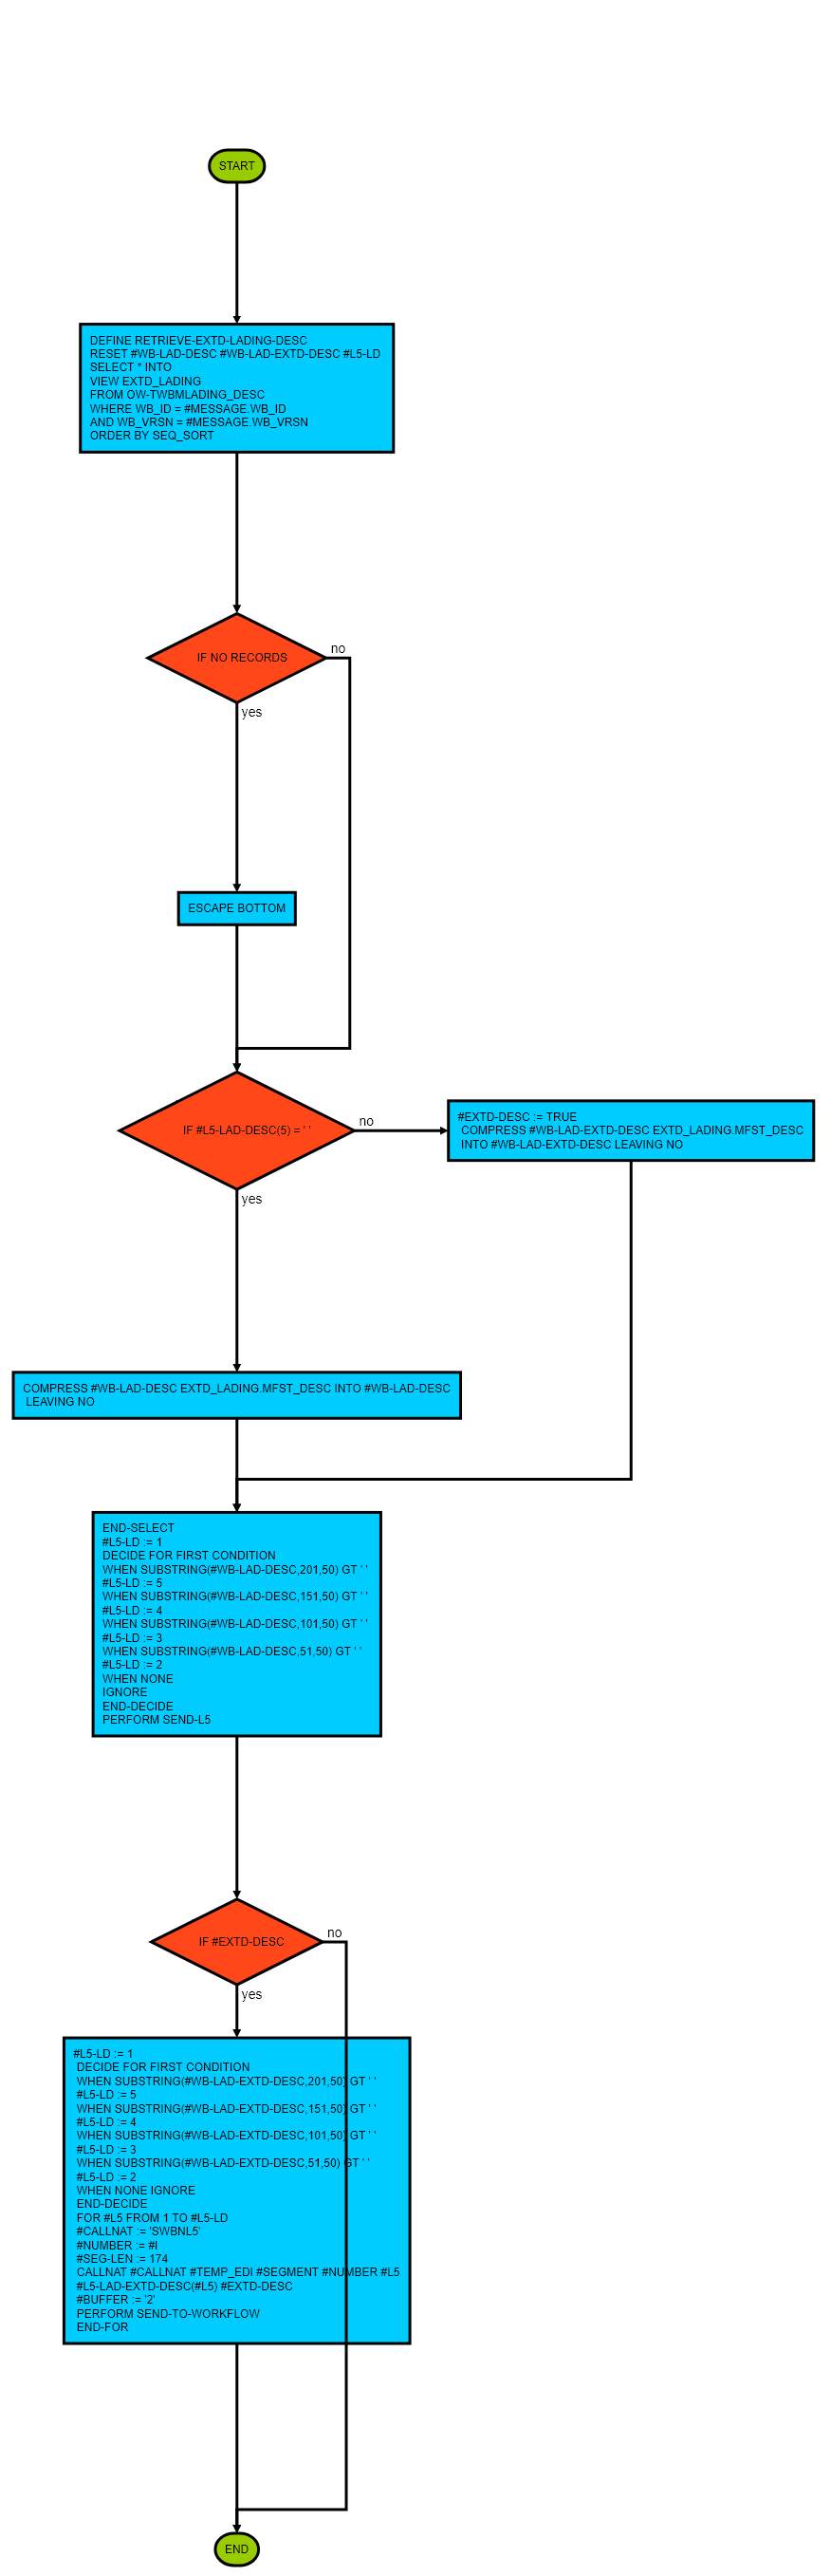 START
DEFINE RETRIEVE-EXTD-LADING-DESC
RESET #WB-LAD-DESC #WB-LAD-EXTD-DESC #L5-LD
SELECT * INTO
VIEW EXTD_LADING
FROM OW-TWBMLADING_DESC
WHERE WB_ID = #MESSAGE.WB_ID
AND WB_VRSN = #MESSAGE.WB_VRSN
ORDER BY SEQ_SORT
IF NO RECORDS
no
yes
ESCAPE BOTTOM
IF #L5-LAD-DESC(5) = ' '
no
yes
#EXTD-DESC := TRUE
COMPRESS #WB-LAD-EXTD-DESC EXTD_LADING.MFST_DESC
INTO #WB-LAD-EXTD-DESC LEAVING NO
COMPRESS #WB-LAD-DESC EXTD_LADING.MFST_DESC INTO #WB-LAD-DESC
LEAVING NO
END-SELECT
#L5-LD := 1
DECIDE FOR FIRST CONDITION
WHEN SUBSTRING(#WB-LAD-DESC,201,50) GT ' '
#L5-LD := 5
WHEN SUBSTRING(#WB-LAD-DESC,151,50) GT ' '
#L5-LD := 4
WHEN SUBSTRING(#WB-LAD-DESC,101,50) GT ' '
#L5-LD := 3
WHEN SUBSTRING(#WB-LAD-DESC,51,50) GT ' '
#L5-LD := 2
WHEN NONE
IGNORE
END-DECIDE
PERFORM SEND-L5
IF #EXTD-DESC
no
yes
#L5-LD := 1
DECIDE FOR FIRST CONDITION
WHEN SUBSTRING(#WB-LAD-EXTD-DESC,201,50) GT ' '
#L5-LD := 5
WHEN SUBSTRING(#WB-LAD-EXTD-DESC,151,50) GT ' '
#L5-LD := 4
WHEN SUBSTRING(#WB-LAD-EXTD-DESC,101,50) GT ' '
#L5-LD := 3
WHEN SUBSTRING(#WB-LAD-EXTD-DESC,51,50) GT ' '
#L5-LD := 2
WHEN NONE IGNORE
END-DECIDE
FOR #L5 FROM 1 TO #L5-LD
#CALLNAT := 'SWBNL5'
#NUMBER := #I
#SEG-LEN := 174
CALLNAT #CALLNAT #TEMP_EDI #SEGMENT #NUMBER #L5
#L5-LAD-EXTD-DESC(#L5) #EXTD-DESC
#BUFFER := '2'
PERFORM SEND-TO-WORKFLOW
END-FOR
END